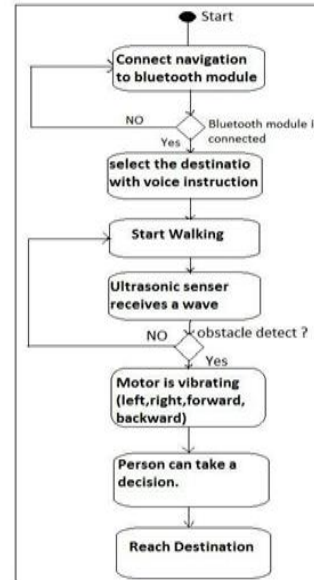 Start
Connect navigation
to bluetooth module
NO
Bluetooth module i
connected
Yes
select the destinatio
with voice instruction
Start Walking
Ultrasonic senser
receives a wave
obstacle detect ?
NO
Yes
Motor is vibrating
(left,right,forward,
backward)
Person can take a
decision.
Reach Destination